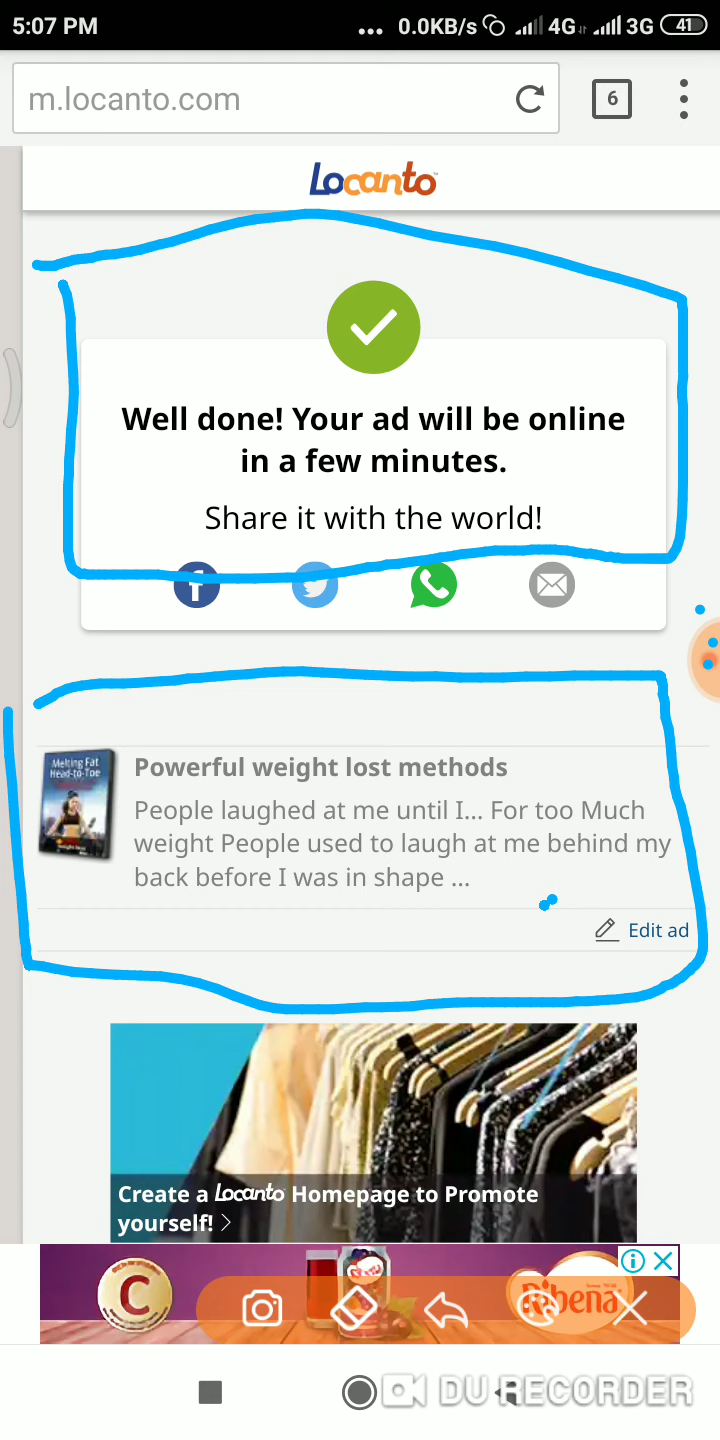 5:07 PM
... 0.0KB/s 4G 3G 41
m.locanto.com
6
Locanto
Well done! Your ad will be online
in a few minutes.
Share it with the world!
Melting Fat
Head-to-Toe
Powerful weight lost methods
People laughed at me until I... For too Much
weight People used to laugh at me behind my
back before I was in shape ...
Edit ad
Create a Locanto Homepage to Promote
yourself! >
C
Ribena
DU RECORDER